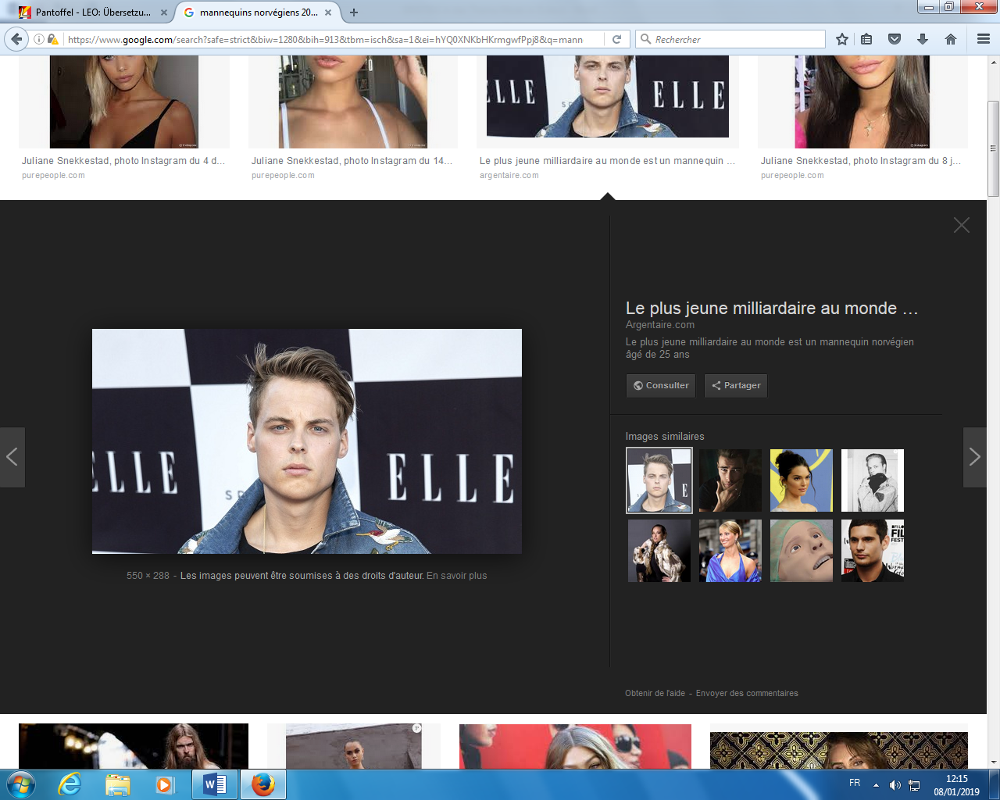 Pantoffel - LEO: Übersetzu...
mannequins norvégiens 20...
https://www.google.com/search?safe=strict&biw=1280&bih=913&tbm=isch&sa=1&ei=hYQ0XNKbHKrmgwfPpj8&q=mann
Rechercher
ELLE
ELLE
Juliane Snekkestad, photo Instagram du 4 d...
purepeople.com
Juliane Snekkestad, photo Instagram du 14...
purepeople.com
Le plus jeune milliardaire au monde est un mannequin ...
argentaire.com
Juliane Snekkestad, photo Instagram du 8 j...
purepeople.com
Le plus jeune milliardaire au monde ...
Argentaire.com
Le plus jeune milliardaire au monde est un mannequin norvégien
âgé de 25 ans
Consulter
Partager
ELLE
ELLE
Images similaires
550 × 288 - Les images peuvent être soumises à des droits d'auteur. En savoir plus
Obtenir de l'aide - Envoyer des commentaires
FR
12:15
08/01/2019